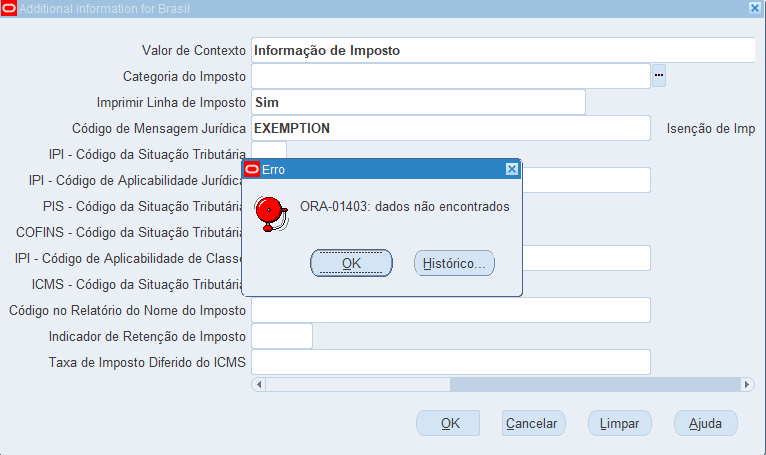 Additional information for Brasil
Valor de Contexto Informação de Imposto
Categoria do Imposto ...
Imprimir Linha de Imposto Sim
Código de Mensagem Jurídica EXEMPTION Isenção de Imp
IPI - Código da Situação Tributária
Erro
IPI - Código de Aplicabilidade Jurídica
PIS - Código da Situação Tributária
ORA-01403: dados não encontrados
COFINS - Código da Situação Tributária
IPI - Código de Aplicabilidade de Classe
OK Histórico...
ICMS - Código da Situação Tributária
Código no Relatório do Nome do Imposto
Indicador de Retenção de Imposto
Taxa de Imposto Diferido do ICMS
OK Cancelar Limpar Ajuda